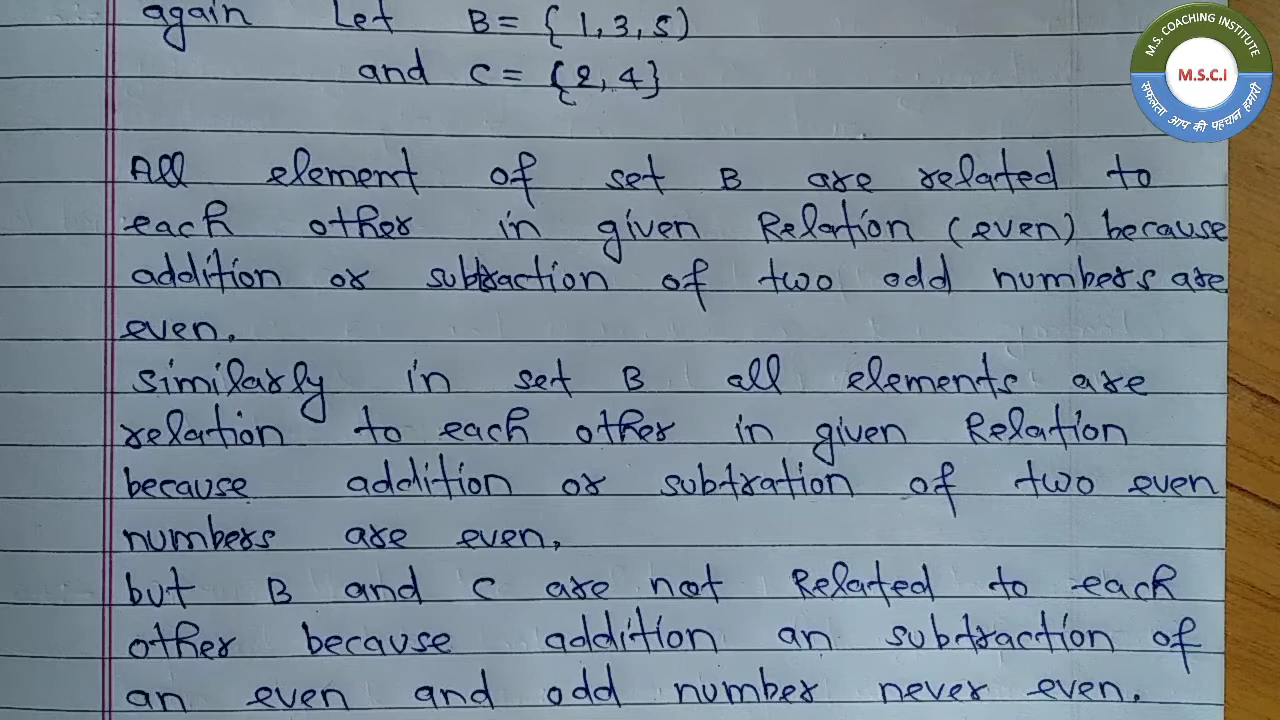 again Let B = {1, 3, 5)
and C = {2, 4}
All element of set B are related to
each other in given Relation (even) because
addition or subtraction of two odd numbers are
even.
Similarly in set B all elements are
relation to each other in given Relation
because addition or subtration of two even
numbers are even,
but B and C are not Related to each
other because addition an subtraction of
an even and odd number never even.
M.S. COACHING INSTITUTE
M.S.C.I
सफलता आप की पहचान हमारी